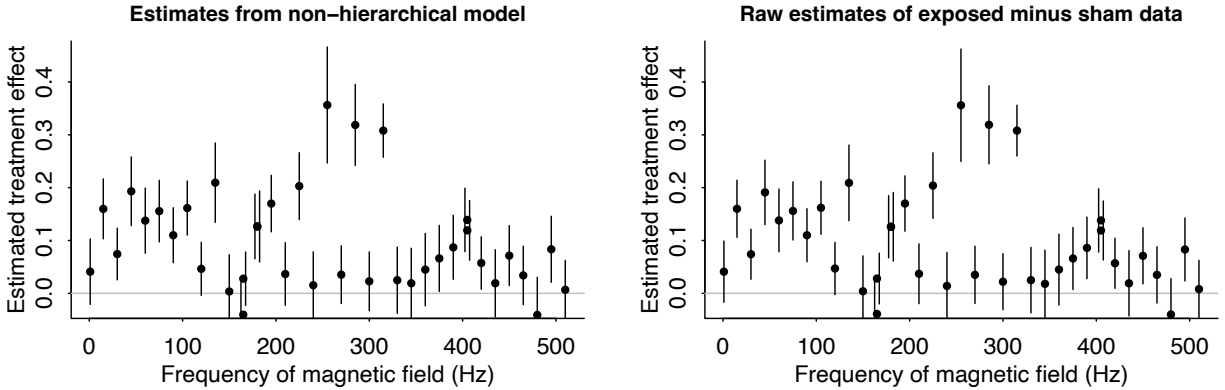 Estimates from non−hierarchical model
Estimated treatment effect
0.0 0.1 0.2 0.3 0.4
0 100 200 300 400 500
Frequency of magnetic field (Hz)
Raw estimates of exposed minus sham data
Estimated treatment effect
0.0 0.1 0.2 0.3 0.4
0 100 200 300 400 500
Frequency of magnetic field (Hz)